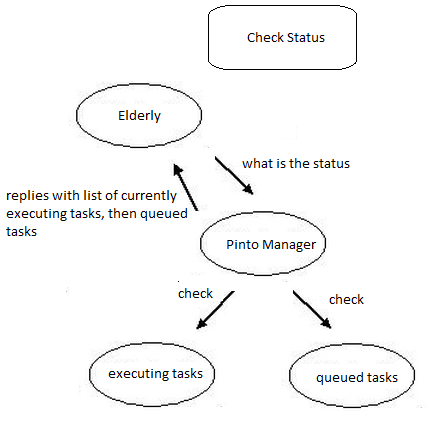 Check Status
Elderly
what is the status
replies with list of currently
executing tasks, then queued
tasks
Pinto Manager
check
check
executing tasks
queued tasks